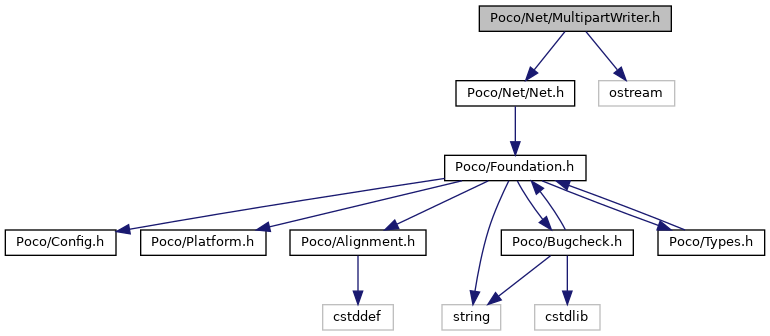 Poco/Net/MultipartWriter.h
Poco/Net/Net.h
ostream
Poco/Foundation.h
Poco/Config.h
Poco/Platform.h
Poco/Alignment.h
Poco/Bugcheck.h
Poco/Types.h
cstddef
string
cstdlib